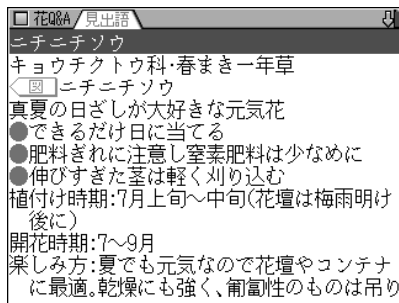 花Q&A 見出語
ニチニチソウ
キョウチクトウ科・春まき一年草
図 ニチニチソウ
真夏の日ざしが大好きな元気花
●できるだけ日に当てる
●肥料ぎれに注意し窒素肥料は少なめに
●伸びすぎた茎は軽く刈り込む
植付け時期:7月上旬〜中旬(花壇は梅雨明け
後に)
開花時期:7〜9月
楽しみ方:夏でも元気なので花壇やコンテナ
に最適。乾燥にも強く、匍匐性のものは吊り